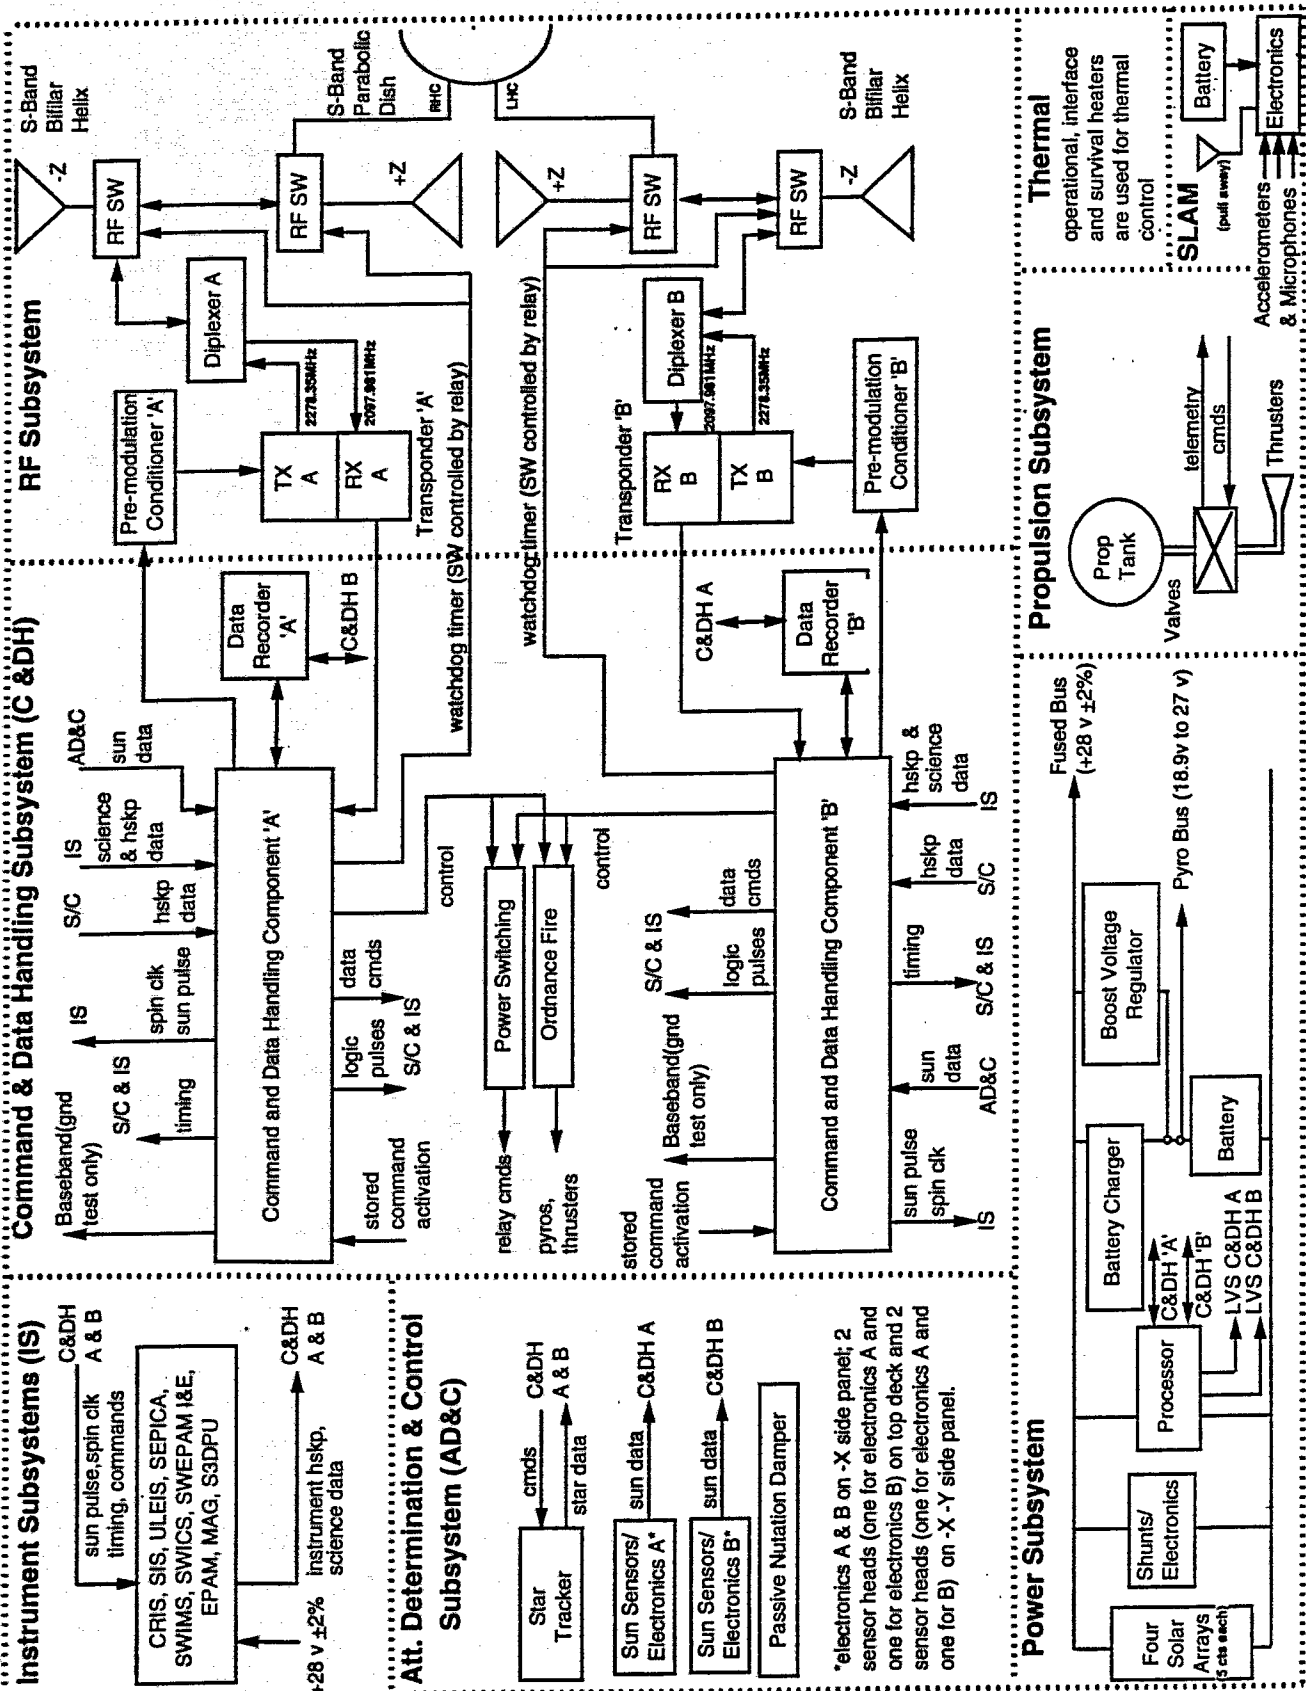 Instrument Subsystems (IS)
C&DH
A & B
sun pulse,spin clk
timing, commands
CRIS, SIS, ULEIS, SEPICA,
SWIMS, SWICS, SWEPAM I&E,
EPAM, MAG, S3DPU
+28 v ±2%
instrument hskp,
science data
C&DH
A & B
Att. Determination & Control
Subsystem (AD&C)
Star
Tracker
cmds
C&DH
A & B
star data
Sun Sensors/
Electronics A*
sun data
C&DH A
Sun Sensors/
Electronics B*
sun data
C&DH B
Passive Nutation Damper
*electronics A & B on -X side panel; 2
sensor heads (one for electronics A and
one for electronics B) on top deck and 2
sensor heads (one for electronics A and
one for B) on -X -Y side panel.
Command & Data Handling Subsystem (C &DH)
Baseband(gnd
test only)
S/C & IS
timing
IS
spin clk
sun pulse
S/C
hskp
data
IS
science
& hskp
data
AD&C
sun
data
Command and Data Handling Component 'A'
Data
Recorder
'A'
C&DH B
stored
command
activation
logic
pulses
S/C & IS
data
cmds
control
watchdog timer (SW controlled by relay)
Power Switching
Ordnance Fire
relay cmds
pyros,
thrusters
control
watchdog timer (SW controlled by relay)
stored
command
activation
Baseband(gnd
test only)
S/C & IS
logic
pulses
data
cmds
C&DH A
Data
Recorder
'B'
Command and Data Handling Component 'B'
sun pulse
spin clk
IS
sun
data
AD&C
timing
S/C & IS
hskp
data
S/C
hskp &
science
data
IS
RF Subsystem
Pre-modulation
Conditioner 'A'
TX
A
RX
A
Transponder 'A'
2278.35MHz
2097.981MHz
Diplexer A
RF SW
-Z
S-Band
Bifilar
Helix
RF SW
+Z
S-Band
Parabolic
Dish
RHC
LHC
+Z
RF SW
RF SW
-Z
S-Band
Bifilar
Helix
Diplexer B
2097.981MHz
2278.35MHz
Transponder 'B'
RX
B
TX
B
Pre-modulation
Conditioner 'B'
Power Subsystem
Four
Solar
Arrays
(5 cts each)
Shunts/
Electronics
Processor
C&DH 'A'
C&DH 'B'
LVS C&DH A
LVS C&DH B
Battery Charger
Battery
Boost Voltage
Regulator
Fused Bus
(+28 v ±2%)
Pyro Bus (18.9v to 27 v)
Propulsion Subsystem
Prop
Tank
Valves
telemetry
cmds
Thrusters
Thermal
operational, interface
and survival heaters
are used for thermal
control
SLAM
(pull away)
Battery
Electronics
Accelerometers
& Microphones